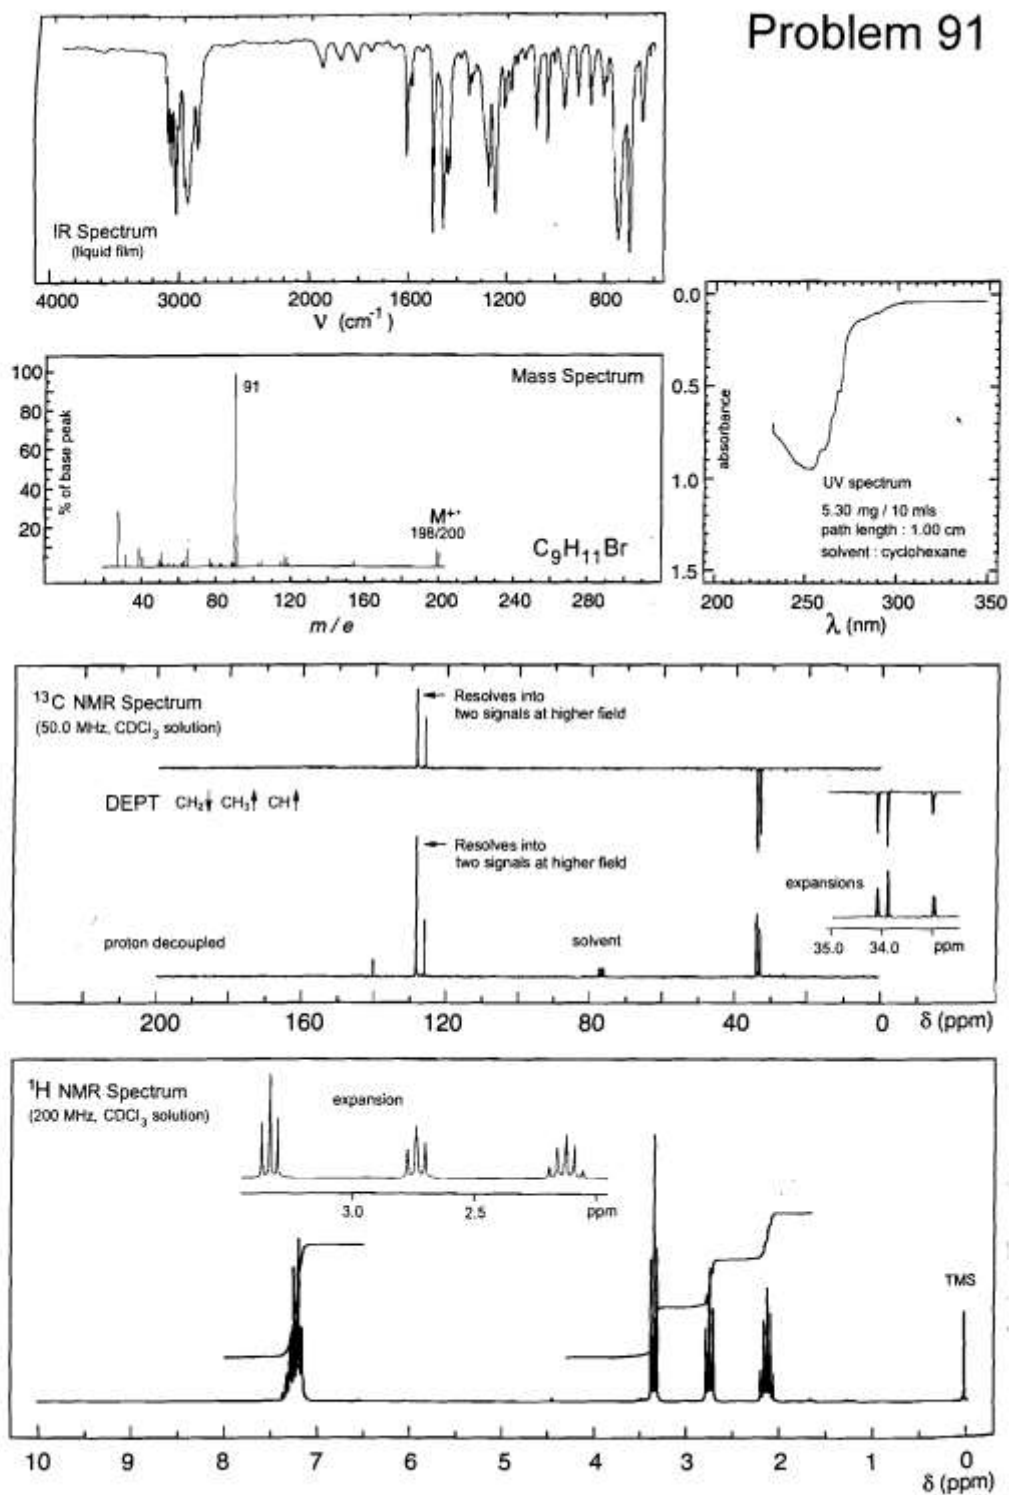 Problem 91
IR Spectrum
(liquid film)
4000 3000 2000 1600 1200 800
V (cm⁻¹)
0.0
0.5
1.0
1.5
absorbance
UV spectrum
5.30 mg / 10 mls
path length : 1.00 cm
solvent : cyclohexane
200 250 300 350
λ (nm)
Mass Spectrum
100
80
60
40
20
% of base peak
91
M⁺·
198/200
C₉H₁₁Br
40 80 120 160 200 240 280
m / e
¹³C NMR Spectrum
(50.0 MHz, CDCl₃ solution)
Resolves into
two signals at higher field
DEPT CH₂↓ CH₃↑ CH↑
Resolves into
two signals at higher field
expansions
proton decoupled
solvent
35.0 34.0 ppm
200 160 120 80 40 0 δ (ppm)
¹H NMR Spectrum
(200 MHz, CDCl₃ solution)
expansion
3.0 2.5 ppm
TMS
10 9 8 7 6 5 4 3 2 1 0
δ (ppm)